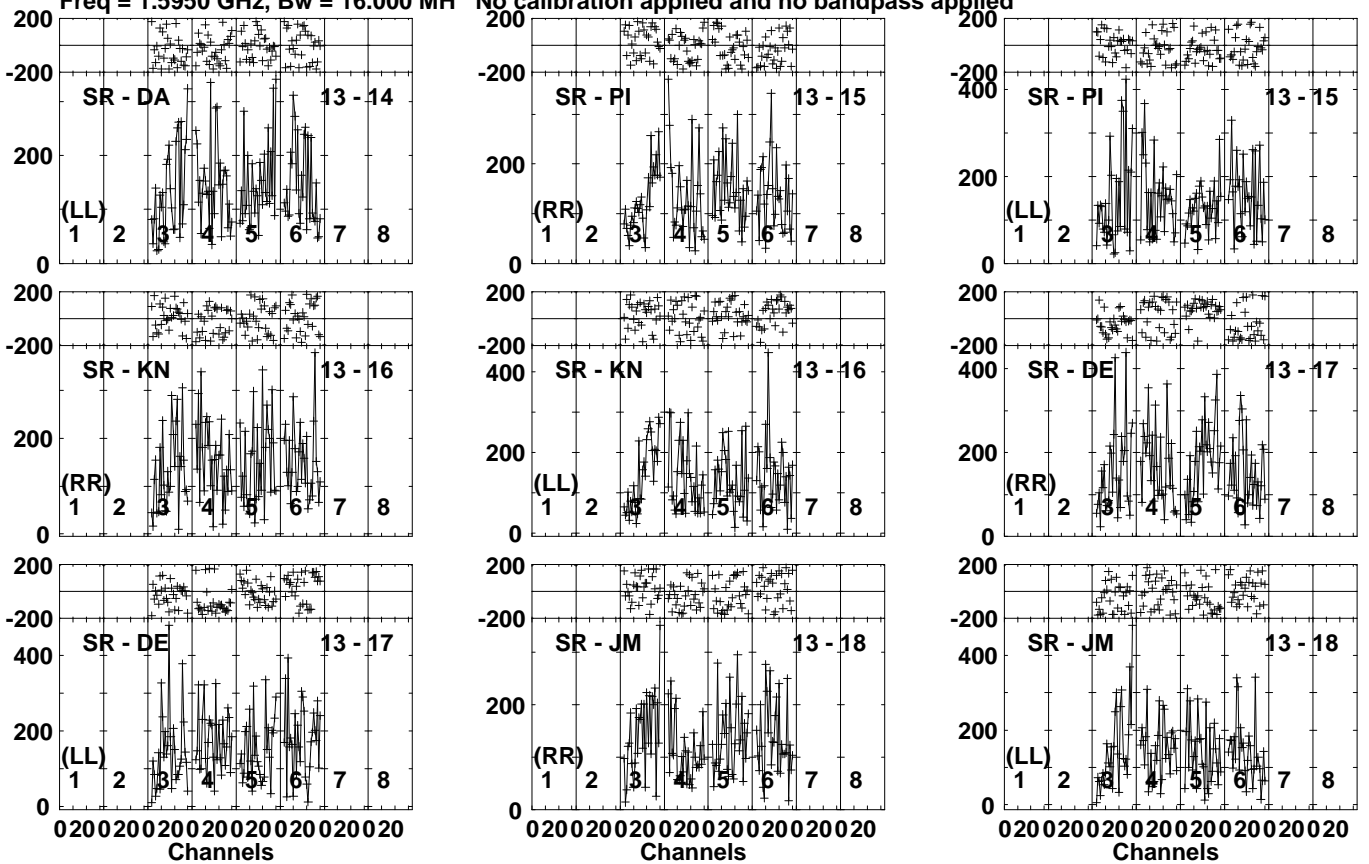 Freq = 1.5950 GHz, Bw = 16.000 MH No calibration applied and no bandpass applied
200 200 200
-200 -200 -200
SR - DA 13 - 14 SR - PI 13 - 15 400 SR - PI 13 - 15
200 200 200
(LL) (RR) (LL)
1 2 3 4 5 6 7 8 1 2 3 4 5 6 7 8 1 2 3 4 5 6 7 8
0 0 0
200 200 200
-200 -200 -200
SR - KN 13 - 16 400 SR - KN 13 - 16 400 SR - DE 13 - 17
200 200 200
(RR) (LL) (RR)
1 2 3 4 5 6 7 8 1 2 3 4 5 6 7 8 1 2 3 4 5 6 7 8
0 0 0
200 200 200
-200 -200 -200
SR - DE 13 - 17 SR - JM 13 - 18 SR - JM 13 - 18
400 400 400
200 200 200
(LL) (RR) (LL)
1 2 3 4 5 6 7 8 1 2 3 4 5 6 7 8 1 2 3 4 5 6 7 8
0 0 0
0 20 0 20 0 20 0 20 0 20 0 20 0 20 0 20 0 20 0 20 0 20 0 20 0 20 0 20 0 20 0 20 0 20 0 20 0 20 0 20 0 20 0 20 0 20 0 20
Channels Channels Channels